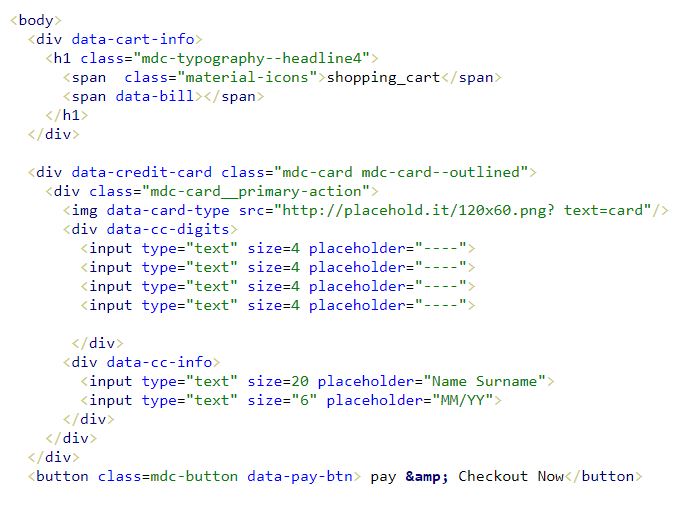 <body>
  <div data-cart-info>
    <h1 class="mdc-typography--headline4">
      <span  class="material-icons">shopping_cart</span>
      <span data-bill></span>
    </h1>
  </div>

  <div data-credit-card class="mdc-card mdc-card--outlined">
    <div class="mdc-card__primary-action">
      <img data-card-type src="http://placehold.it/120x60.png? text=card"/>
      <div data-cc-digits>
        <input type="text" size=4 placeholder="----">
        <input type="text" size=4 placeholder="----">
        <input type="text" size=4 placeholder="----">
        <input type="text" size=4 placeholder="----">

       </div>
      <div data-cc-info>
        <input type="text" size=20 placeholder="Name Surname">
        <input type="text" size="6" placeholder="MM/YY">
      </div>
    </div>
  </div>
  <button class=mdc-button data-pay-btn> pay &amp; Checkout Now</button>